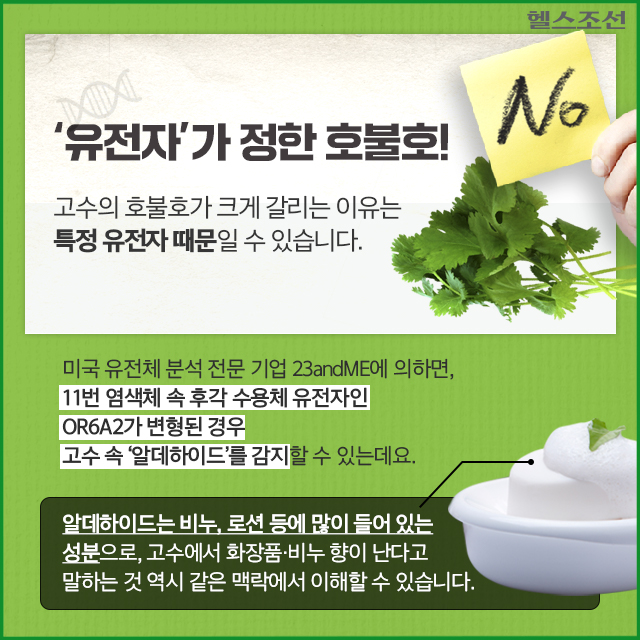 헬스조선
No
‘유전자’가 정한 호불호!
고수의 호불호가 크게 갈리는 이유는
특정 유전자 때문일 수 있습니다.
미국 유전체 분석 전문 기업 23andME에 의하면,
11번 염색체 속 후각 수용체 유전자인
OR6A2가 변형된 경우
고수 속 ‘알데하이드’를 감지할 수 있는데요.
알데하이드는 비누, 로션 등에 많이 들어 있는
성분으로, 고수에서 화장품·비누 향이 난다고
말하는 것 역시 같은 맥락에서 이해할 수 있습니다.